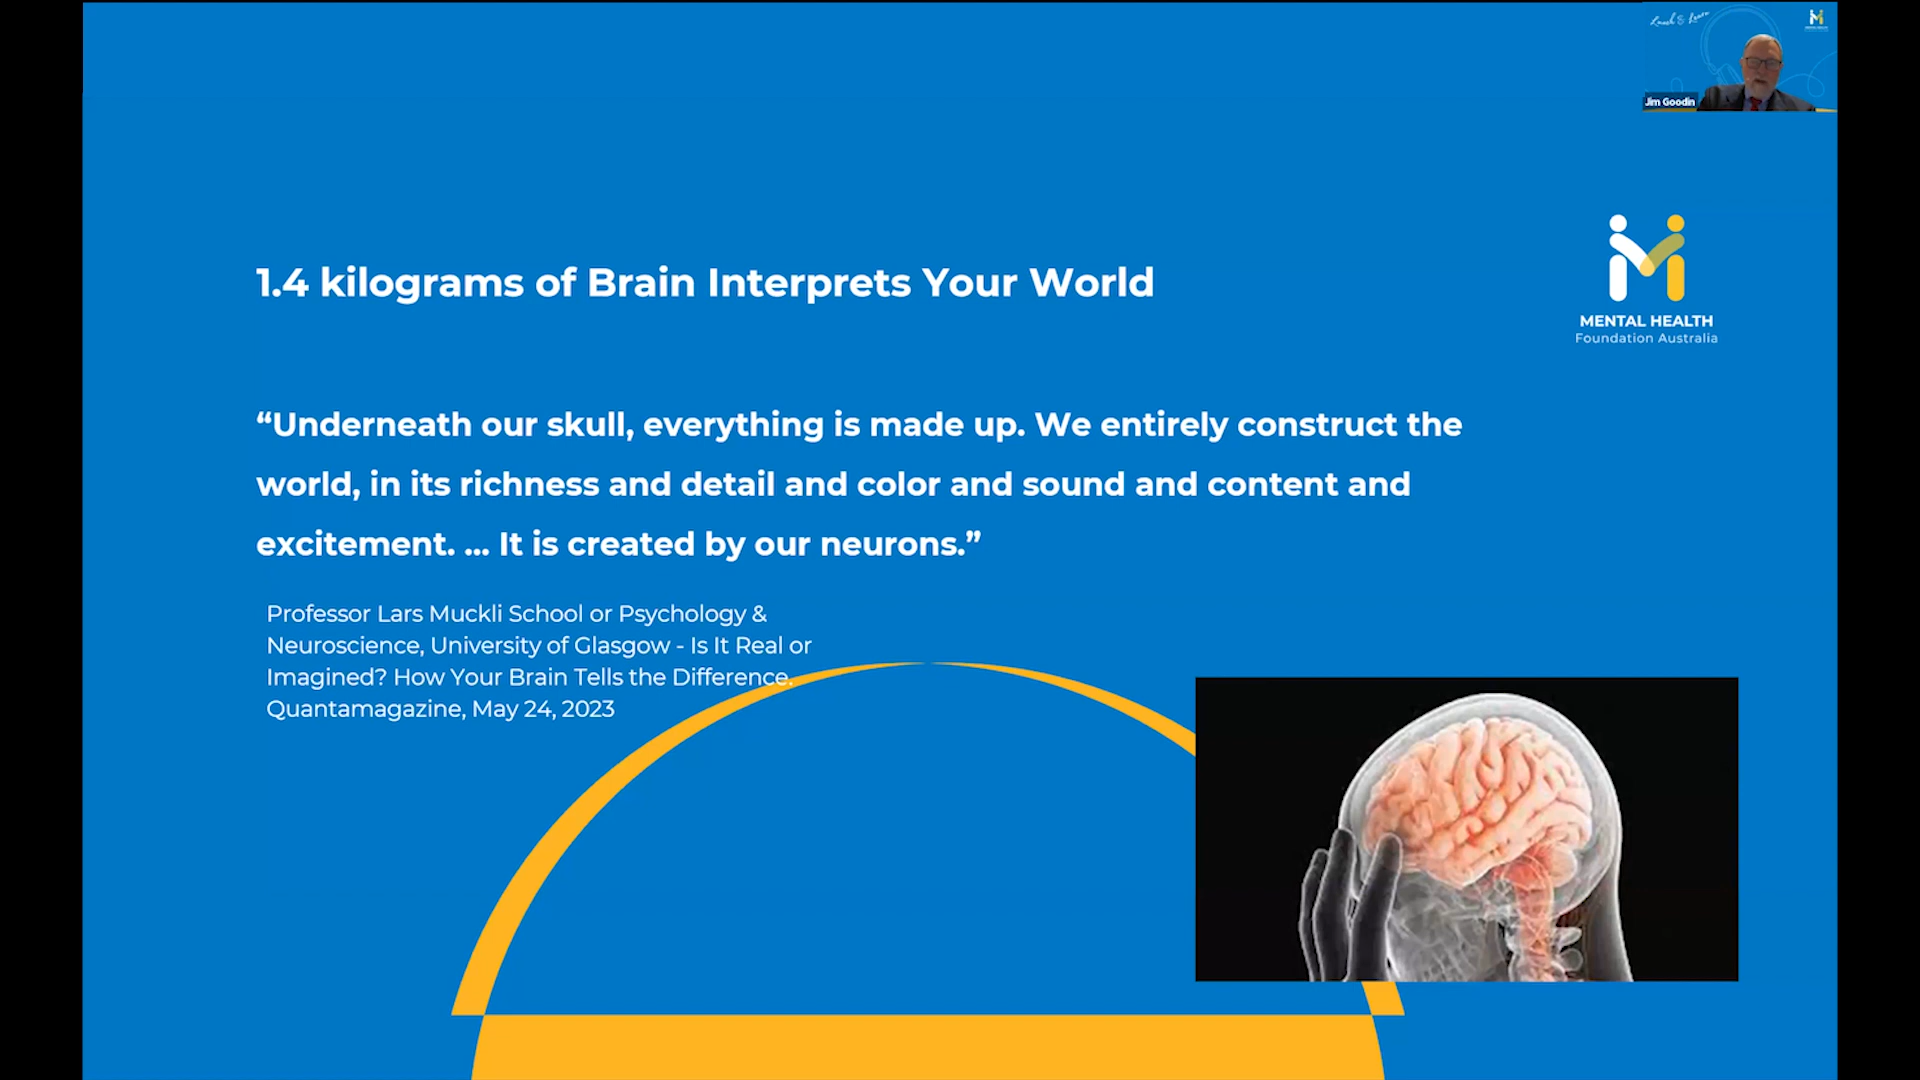 Lunch & Learn
Jim Goodin
1.4 kilograms of Brain Interprets Your World
MENTAL HEALTH
Foundation Australia
“Underneath our skull, everything is made up. We entirely construct the
world, in its richness and detail and color and sound and content and
excitement. ... It is created by our neurons.”
Professor Lars Muckli School or Psychology &
Neuroscience, University of Glasgow - Is It Real or
Imagined? How Your Brain Tells the Difference.
Quantamagazine, May 24, 2023